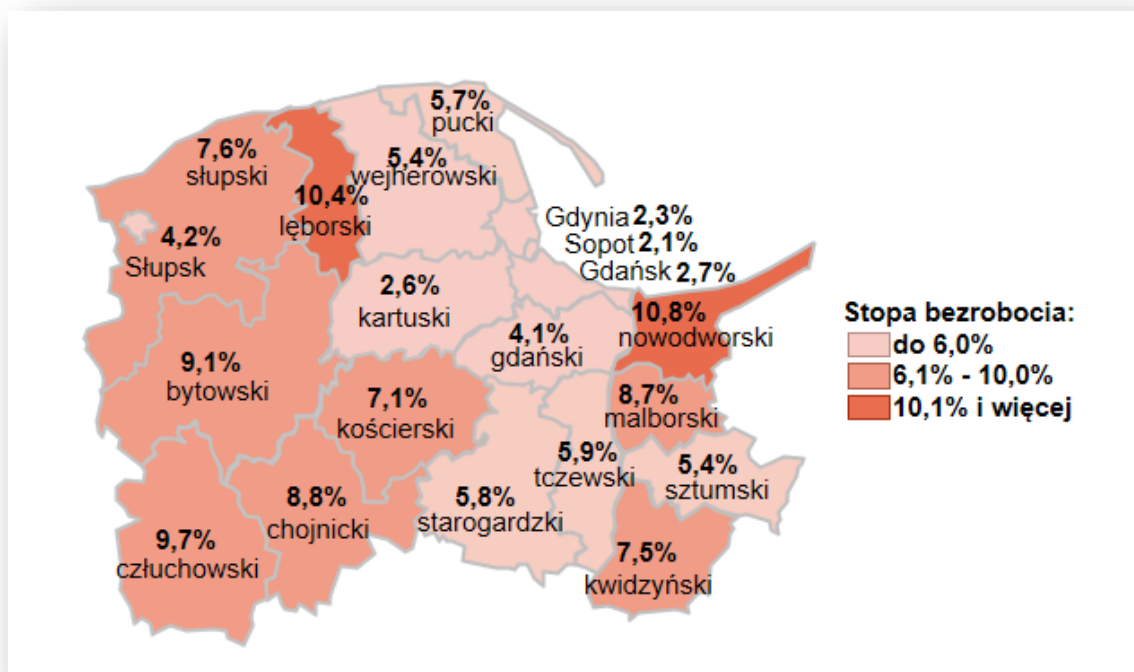 5,7%
pucki
7,6%
słupski
5,4%
wejherowski
10,4%
lęborski
Gdynia 2,3%
Sopot 2,1%
Gdańsk 2,7%
4,2%
Słupsk
2,6%
kartuski
4,1%
gdański
10,8%
nowodworski
Stopa bezrobocia:
do 6,0%
6,1% - 10,0%
10,1% i więcej
9,1%
bytowski
7,1%
kościerski
8,7%
malborski
5,9%
tczewski
5,4%
sztumski
8,8%
chojnicki
5,8%
starogardzki
9,7%
człuchowski
7,5%
kwidzyński